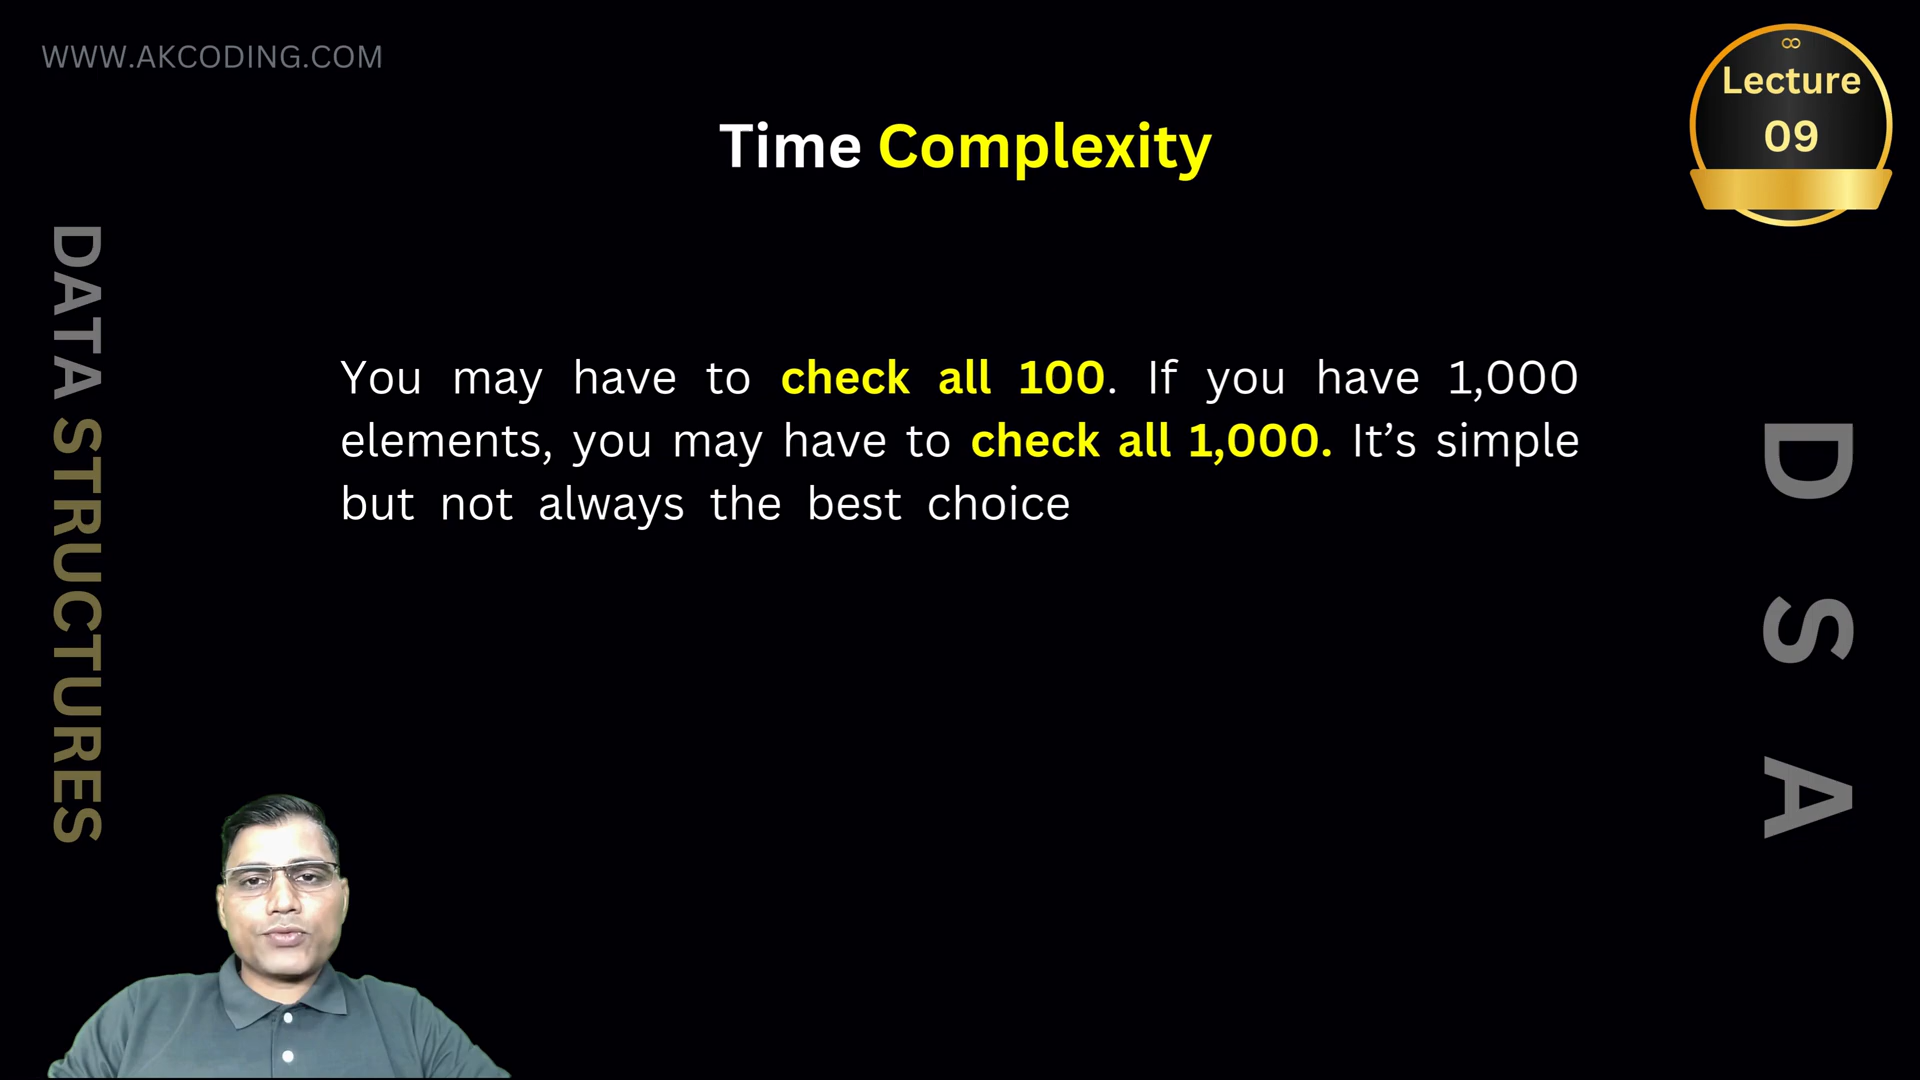 WWW.AKCODING.COM
∞
Lecture
09
Time Complexity
DATA STRUCTURES
You may have to check all 100. If you have 1,000
elements, you may have to check all 1,000. It’s simple
but not always the best choice
DSA